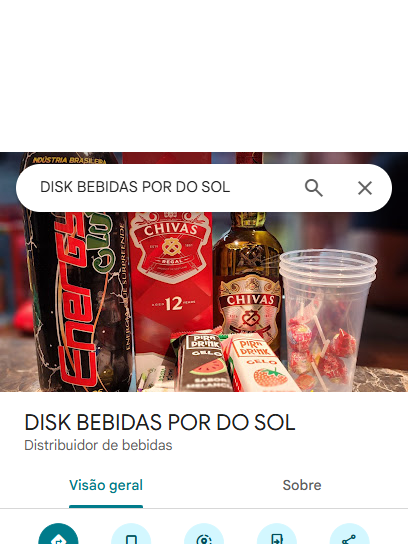 DISK BEBIDAS POR DO SOL
INDÚSTRIA BRASILEIRA
ENERGY
CHIVAS
REGAL
12
CHIVAS
PIRA DRINK
GELO
SABOR
MELANCIA
PIRA DRINK
GELO
DISK BEBIDAS POR DO SOL
Distribuidor de bebidas
Visão geral
Sobre